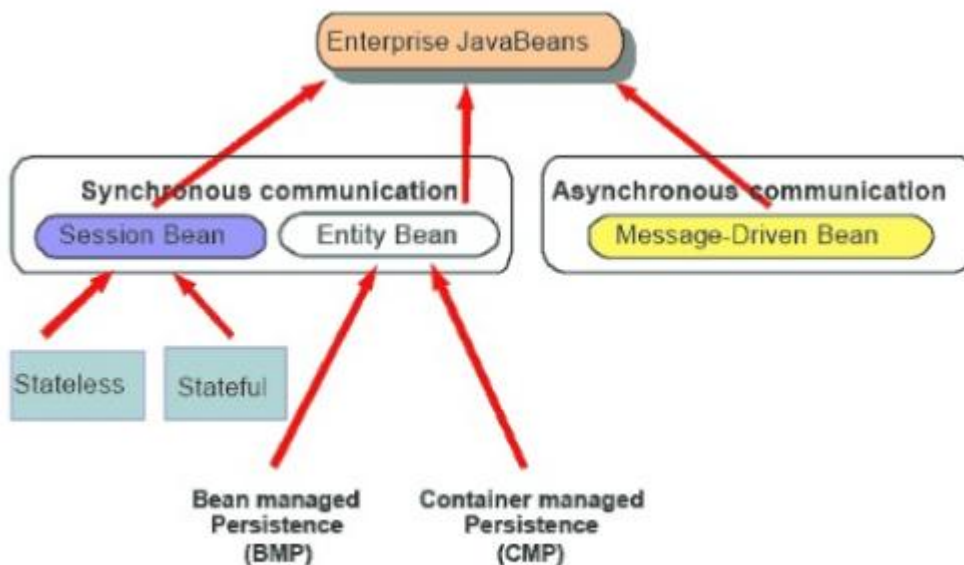 Enterprise JavaBeans
Synchronous communication
Asynchronous communication
Session Bean
Entity Bean
Message-Driven Bean
Stateless
Stateful
Bean managed
Persistence
(BMP)
Container managed
Persistence
(CMP)